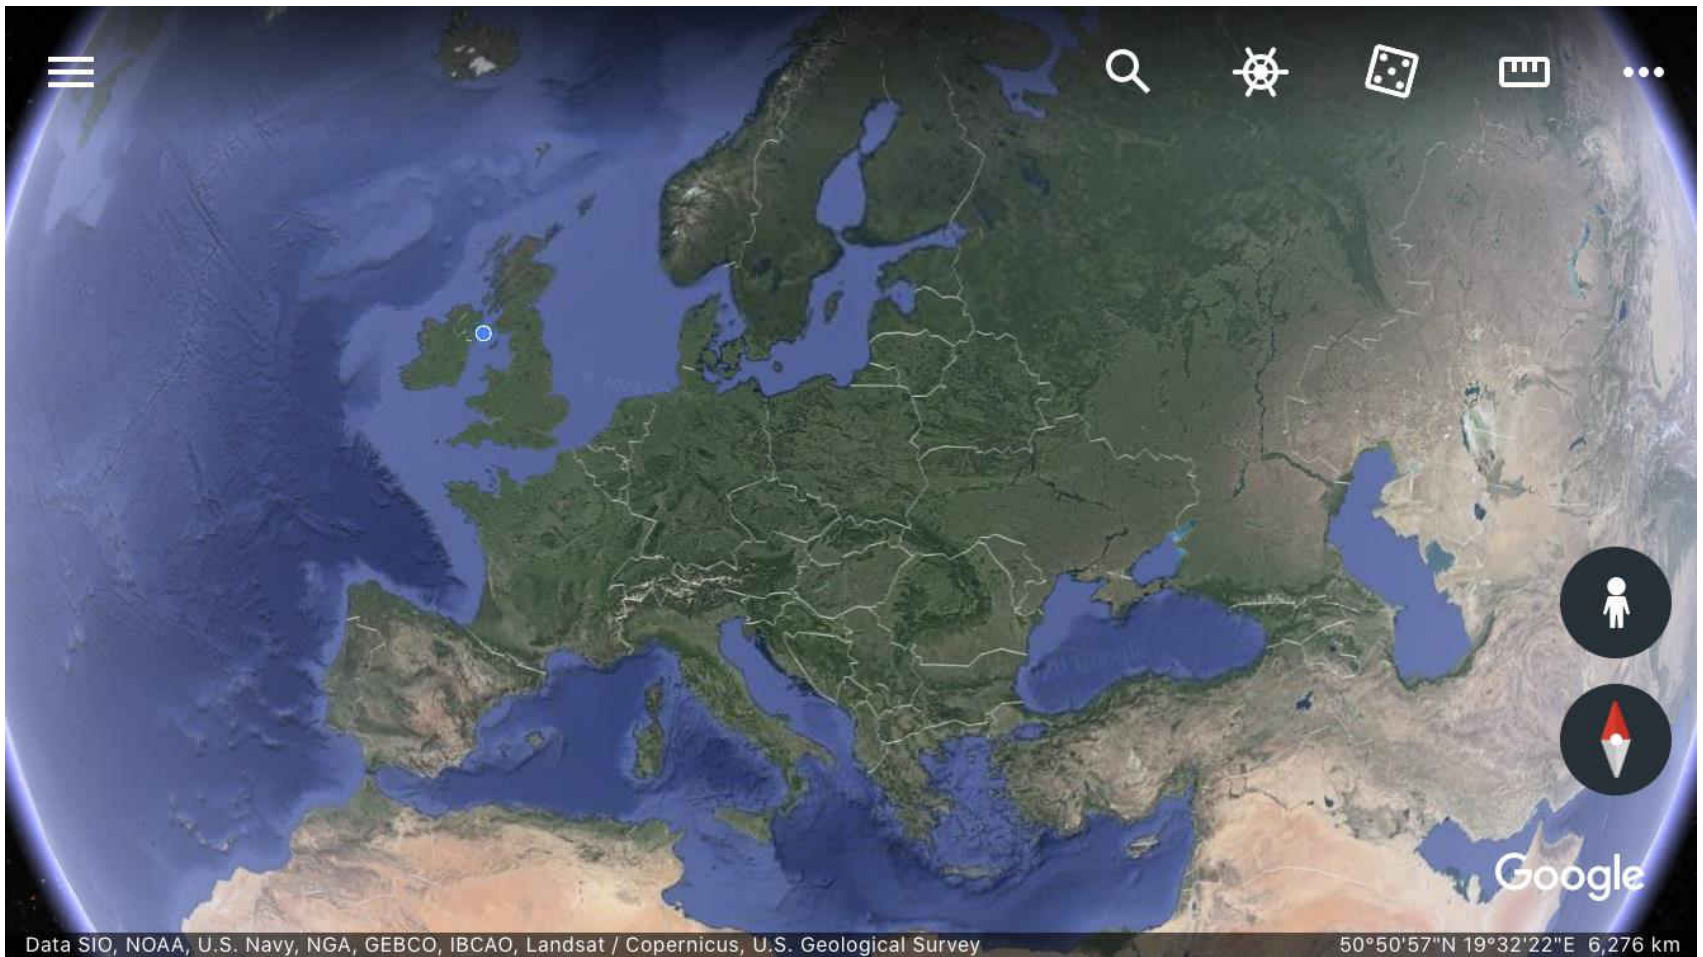 Google
Data SIO, NOAA, U.S. Navy, NGA, GEBCO, IBCAO, Landsat / Copernicus, U.S. Geological Survey
50°50'57"N 19°32'22"E 6,276 km